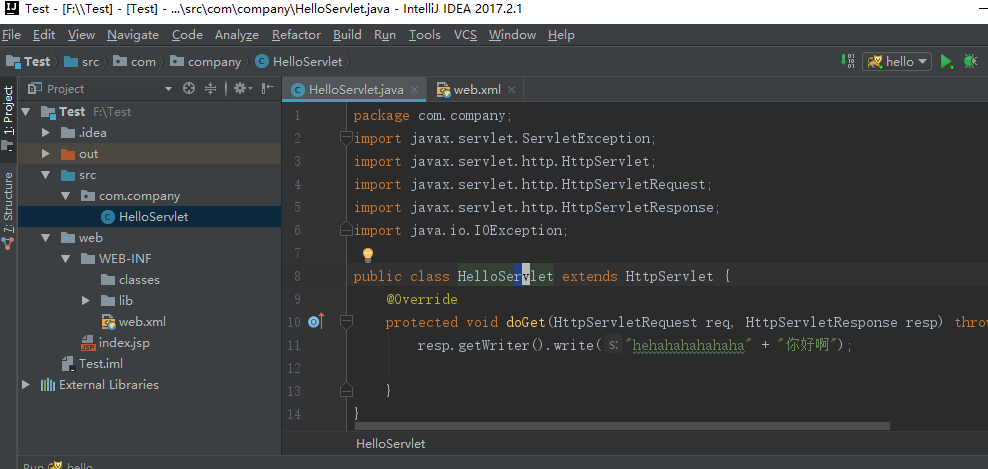 Test - [F:\\Test] - [Test] - ...\src\com\company\HelloServlet.java - IntelliJ IDEA 2017.2.1
File Edit View Navigate Code Analyze Refactor Build Run Tools VCS Window Help
Test src com company HelloServlet hello
Project
HelloServlet.java web.xml
1: Project
7: Structure
Test F:\Test
.idea
out
src
com.company
HelloServlet
web
WEB-INF
classes
lib
web.xml
index.jsp
Test.iml
External Libraries
1 package com.company;
2 import javax.servlet.ServletException;
3 import javax.servlet.http.HttpServlet;
4 import javax.servlet.http.HttpServletRequest;
5 import javax.servlet.http.HttpServletResponse;
6 import java.io.IOException;
7
8 public class HelloServlet extends HttpServlet {
9 @Override
10 protected void doGet(HttpServletRequest req, HttpServletResponse resp) throw
11 resp.getWriter().write( s: "hehahahahahaha" + "你好啊");
12
13 }
14 }
HelloServlet
Run hello